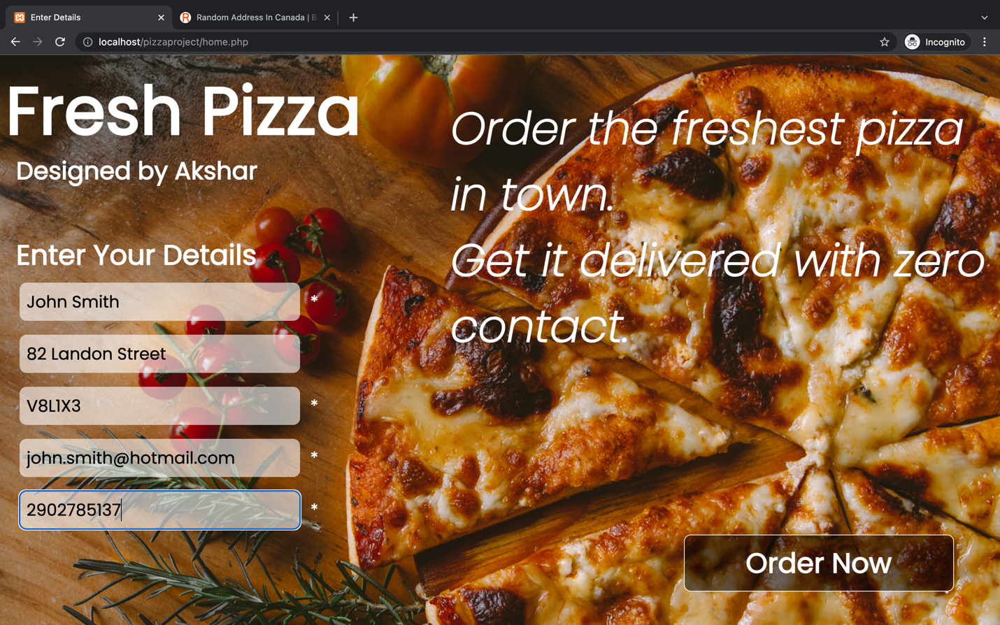 Enter Details
Random Address In Canada | B
localhost/pizzaproject/home.php
Incognito
Fresh Pizza
Designed by Akshar
Order the freshest pizza
in town.
Get it delivered with zero
contact.
Enter Your Details
John Smith *
82 Landon Street
V8L1X3 *
john.smith@hotmail.com *
2902785137 *
Order Now